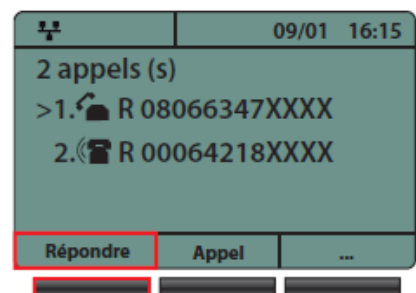 09/01 16:15
2 appels (s)
>1. R 08066347XXXX
2. R 00064218XXXX
Répondre Appel ...